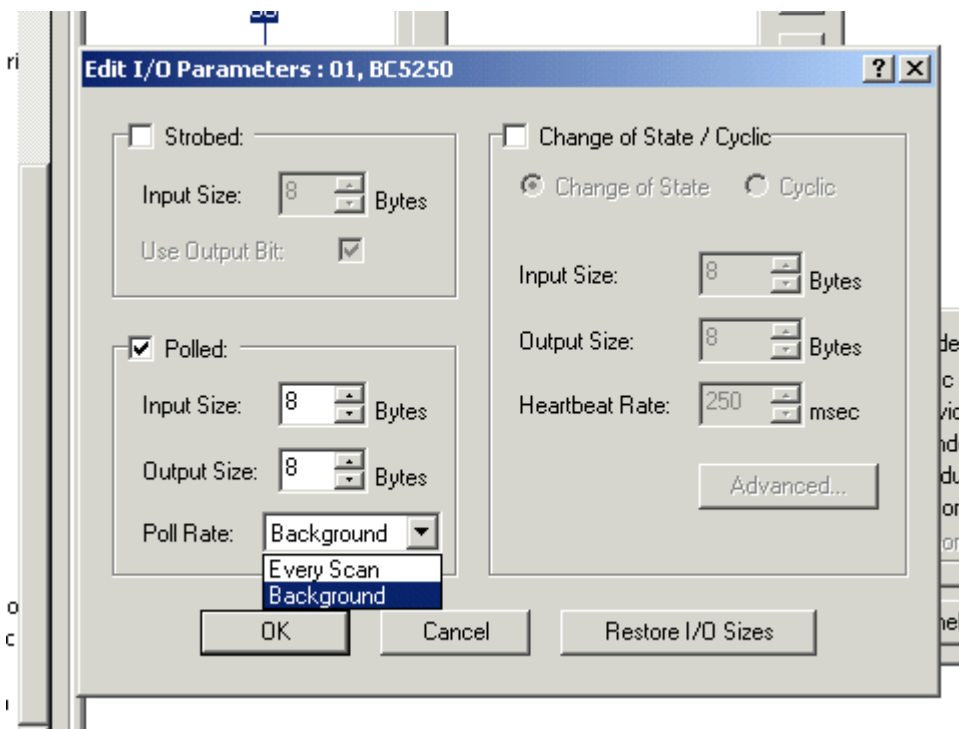 Edit I/O Parameters : 01, BC5250
Strobed:
Input Size: 8 Bytes
Use Output Bit:
Polled:
Input Size: 8 Bytes
Output Size: 8 Bytes
Poll Rate: Background
Every Scan
Background
Change of State / Cyclic
Change of State Cyclic
Input Size: 8 Bytes
Output Size: 8 Bytes
Heartbeat Rate: 250 msec
Advanced...
OK Cancel Restore I/O Sizes